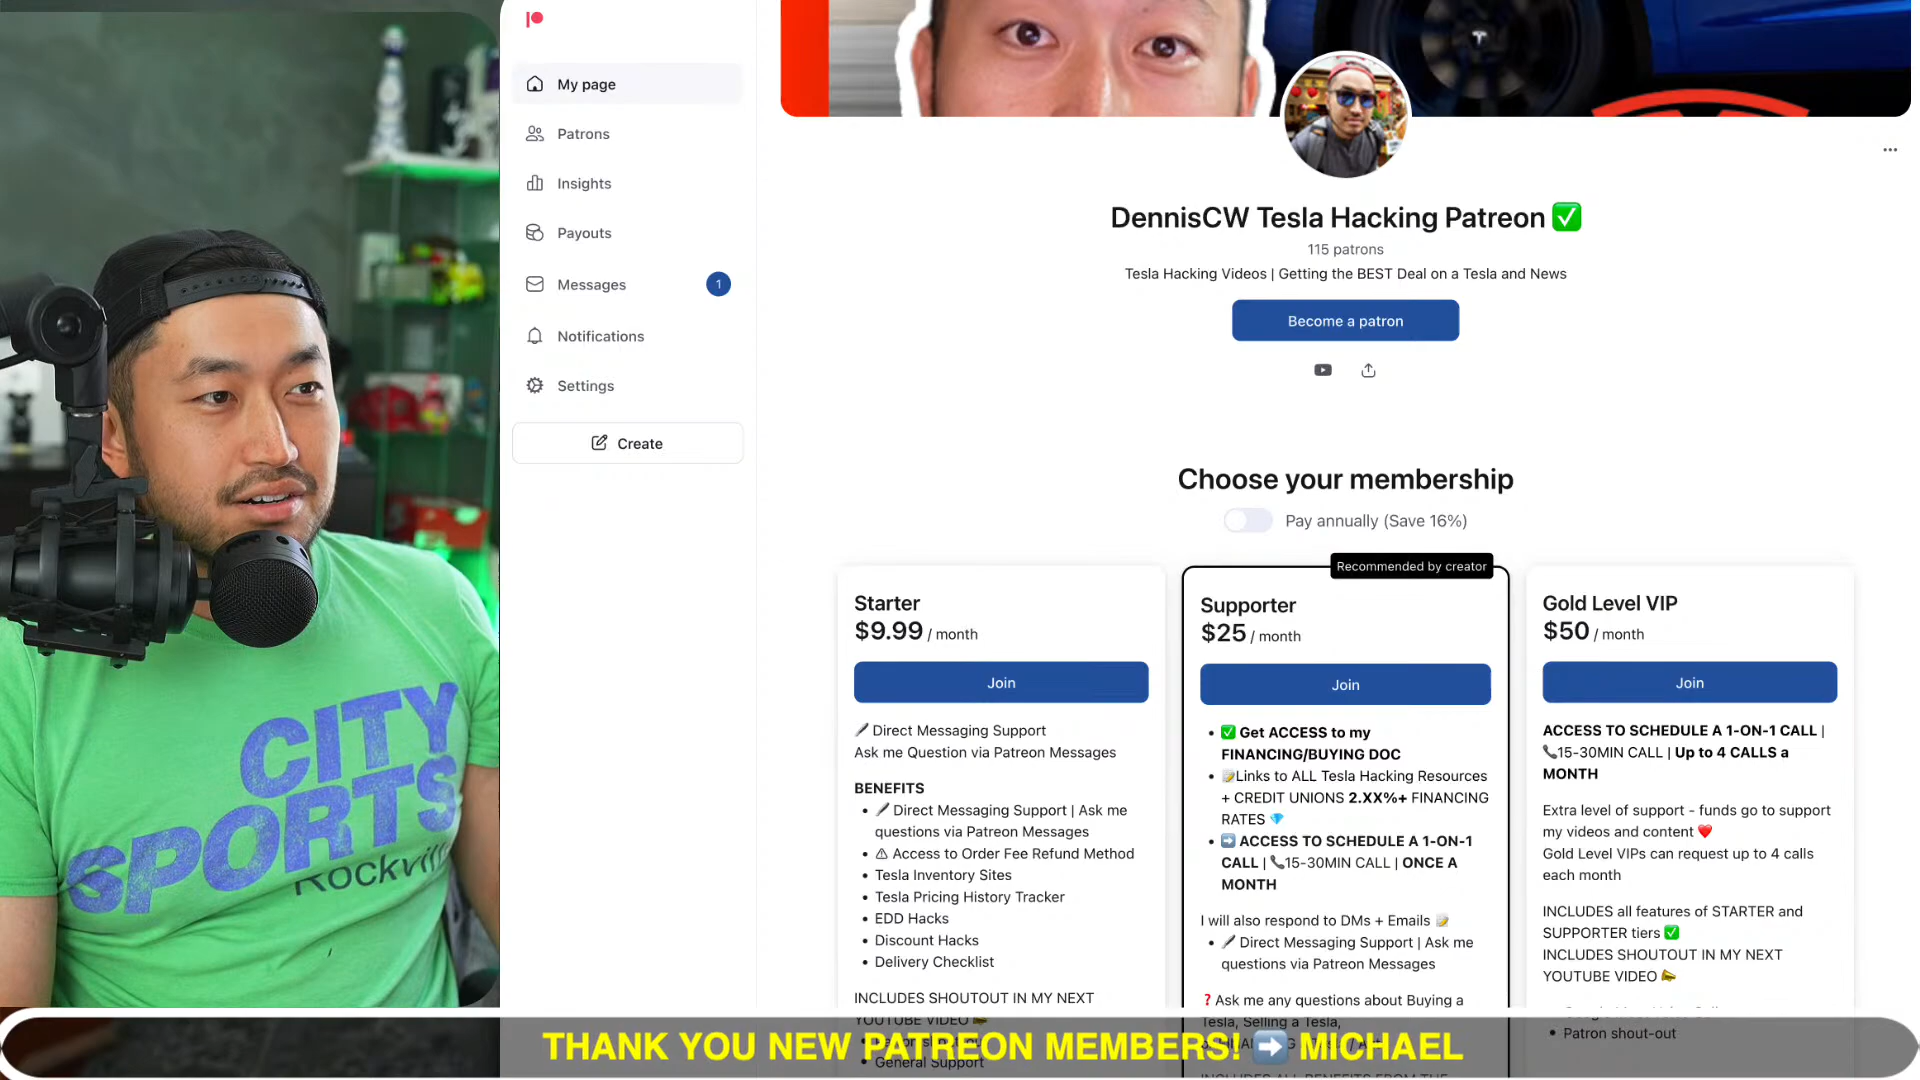 CITY
SPORTS
Rockvill
My page
Patrons
Insights
Payouts
Messages 1
Notifications
Settings
Create
DennisCW Tesla Hacking Patreon ✅
115 patrons
Tesla Hacking Videos | Getting the BEST Deal on a Tesla and News
Become a patron
Choose your membership
Pay annually (Save 16%)
Starter
$9.99 / month
Join
🖊 Direct Messaging Support
Ask me Question via Patreon Messages
BENEFITS
• 🖊 Direct Messaging Support | Ask me
questions via Patreon Messages
• ⚠ Access to Order Fee Refund Method
• Tesla Inventory Sites
• Tesla Pricing History Tracker
• EDD Hacks
• Discount Hacks
• Delivery Checklist
INCLUDES SHOUTOUT IN MY NEXT
YOUTUBE VIDEO 📣
• General Support
Recommended by creator
Supporter
$25 / month
Join
• ✅ Get ACCESS to my
FINANCING/BUYING DOC
• 📝Links to ALL Tesla Hacking Resources
+ CREDIT UNIONS 2.XX%+ FINANCING
RATES 💎
• ➡️ ACCESS TO SCHEDULE A 1-ON-1
CALL | 📞15-30MIN CALL | ONCE A
MONTH
I will also respond to DMs + Emails 📝
• 🖊 Direct Messaging Support | Ask me
questions via Patreon Messages
❓Ask me any questions about Buying a
Tesla, Selling a Tesla,
INCLUDES ALL BENEFITS FROM THE
Gold Level VIP
$50 / month
Join
ACCESS TO SCHEDULE A 1-ON-1 CALL |
📞15-30MIN CALL | Up to 4 CALLS a
MONTH
Extra level of support - funds go to support
my videos and content ❤️
Gold Level VIPs can request up to 4 calls
each month
INCLUDES all features of STARTER and
SUPPORTER tiers ✅
INCLUDES SHOUTOUT IN MY NEXT
YOUTUBE VIDEO 📣
• Patron shout-out
THANK YOU NEW PATREON MEMBERS! ➡️ MICHAEL